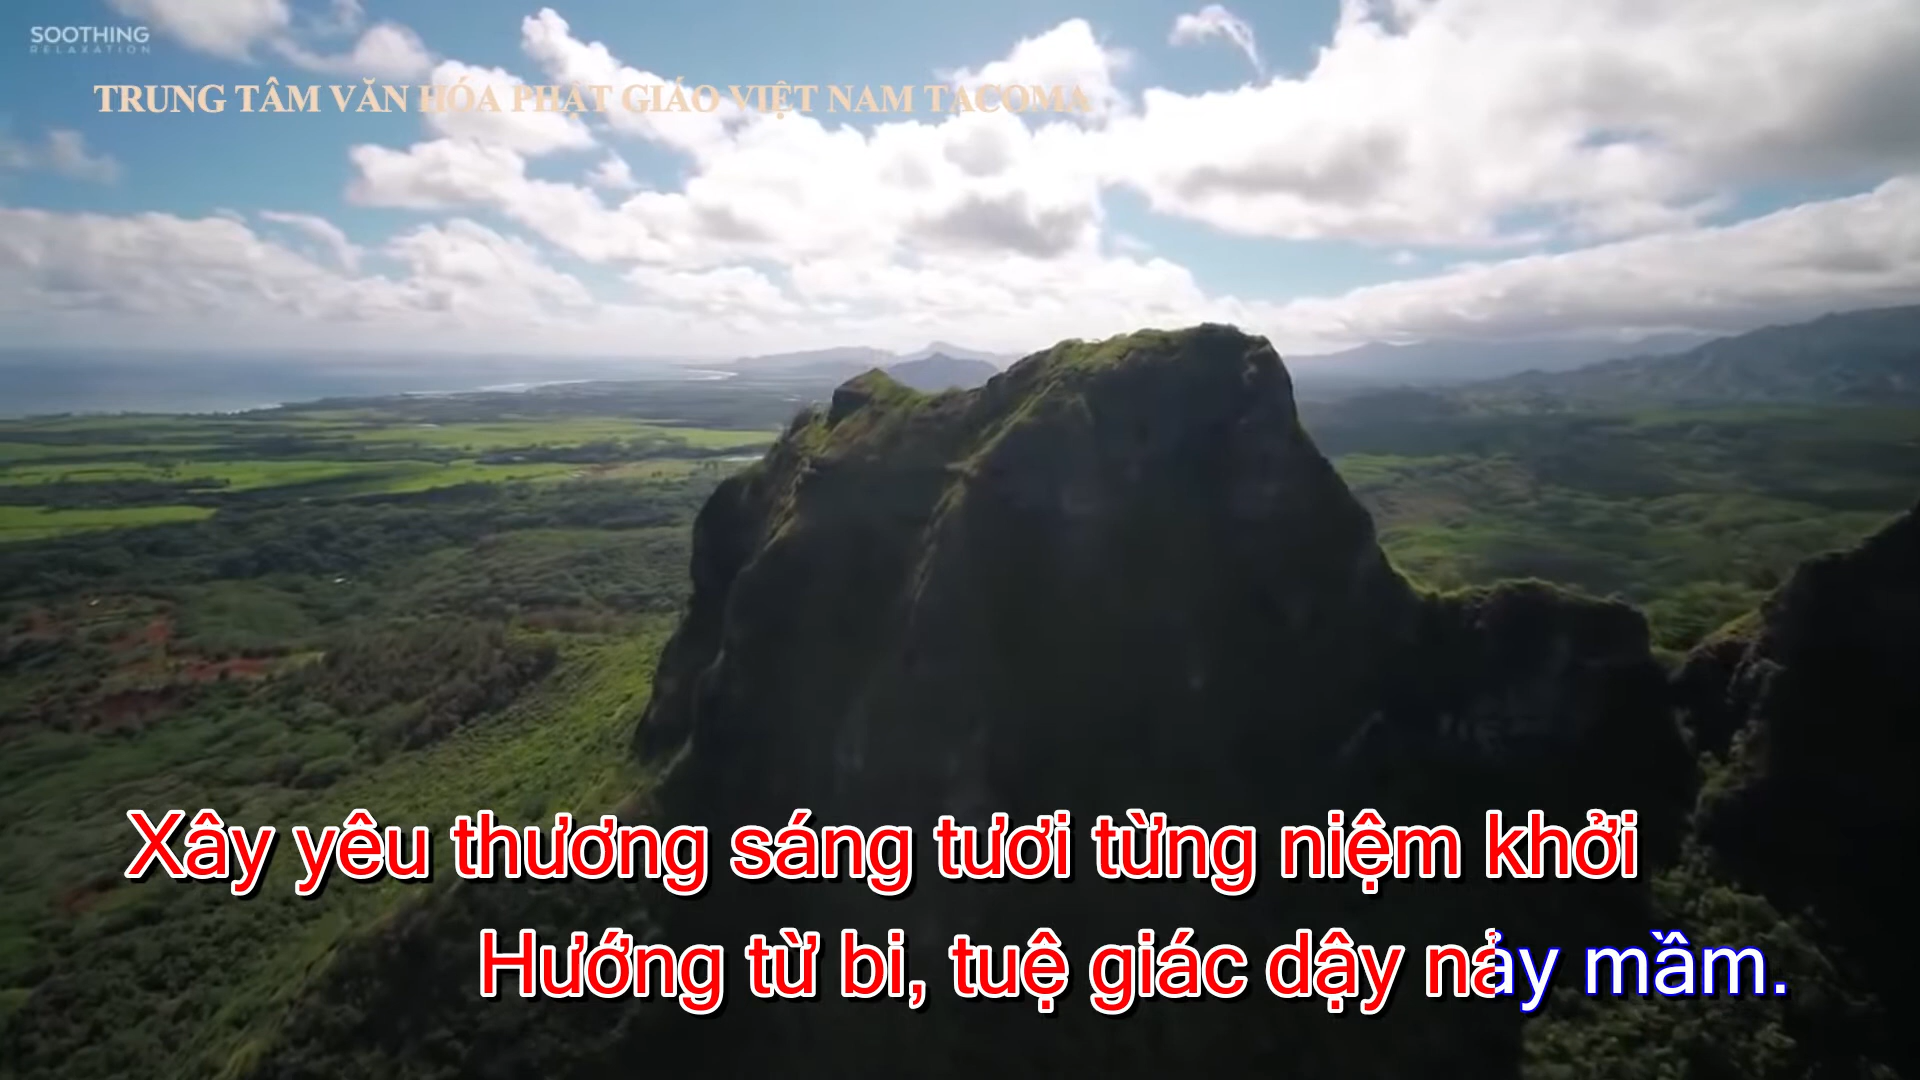 SOOTHING
RELAXATION
TRUNG TÂM VĂN HÓA PHẬT GIÁO VIỆT NAM TACOMA
Xây yêu thương sáng tươi từng niệm khởi
Hướng từ bi, tuệ giác dậy nảy mầm.